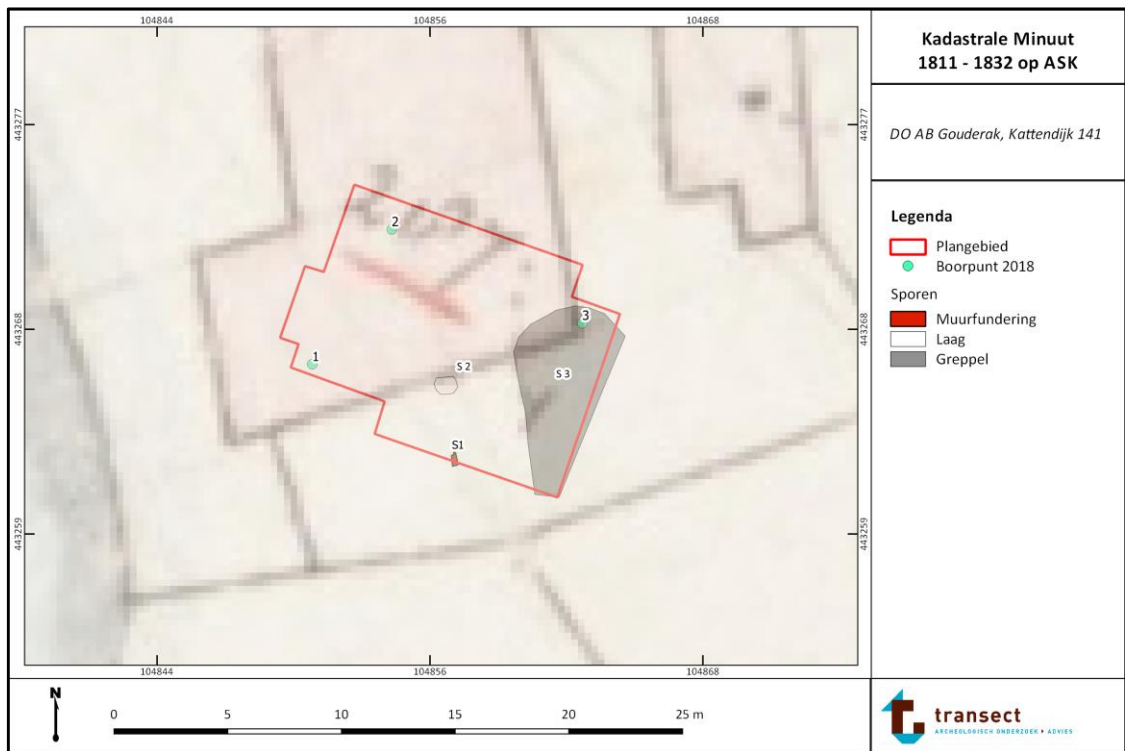 104844
104856
104868
443277
443277
2
3
443268
443268
1
S 2
S 3
S1
443259
443259
104844
104856
104868
N
0
5
10
15
20
25 m
Kadastrale Minuut
1811 - 1832 op ASK
DO AB Gouderak, Kattendijk 141
Legenda
Plangebied
Boorpunt 2018
Sporen
Muurfundering
Laag
Greppel
transect
ARCHEOLOGISCH ONDERZOEK ▸ ADVIES